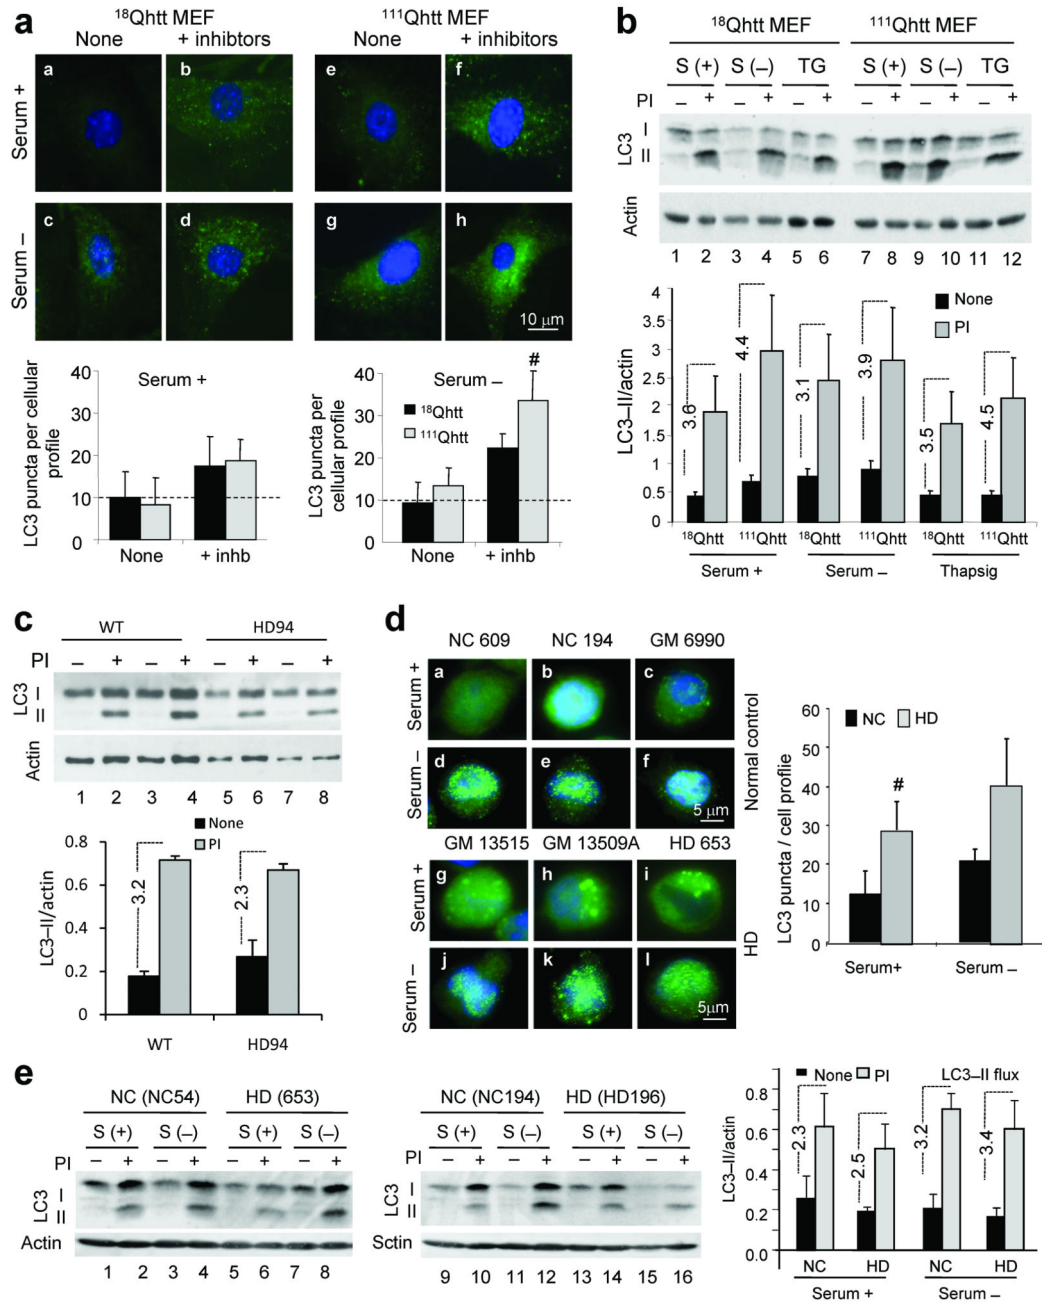 a
18Qhtt MEF
111Qhtt MEF
None
+ inhibtors
None
+ inhibitors
Serum +
a
b
e
f
Serum –
c
d
g
h
10 µm
Serum +
LC3 puncta per cellular profile
40
30
20
10
0
None
+ inhb
Serum –
#
18Qhtt
111Qhtt
LC3 puncta per cellular profile
40
30
20
10
0
None
+ inhb
b
18Qhtt MEF
111Qhtt MEF
S (+) S (–) TG S (+) S (–) TG
PI – + – + – + – + – + – +
LC3 I
II
Actin
1 2 3 4 5 6 7 8 9 10 11 12
LC3–II/actin
4
3.5
3
2.5
2
1.5
1
0.5
0
None
PI
3.6
4.4
3.1
3.9
3.5
4.5
18Qhtt 111Qhtt 18Qhtt 111Qhtt 18Qhtt 111Qhtt
Serum + Serum – Thapsig
c
WT HD94
PI – + – + – + – +
LC3 I
II
Actin
1 2 3 4 5 6 7 8
None
PI
LC3–II/actin
0.8
0.6
0.4
0.2
0
3.2
2.3
WT HD94
d
NC 609 NC 194 GM 6990
Serum +
a b c
Serum –
d e f
5 µm
Normal control
GM 13515 GM 13509A HD 653
Serum +
g h i
Serum –
j k l
5µm
HD
NC HD
#
LC3 puncta / cell profile
60
50
40
30
20
10
0
Serum+ Serum –
e
NC (NC54) HD (653)
S (+) S (–) S (+) S (–)
– + – + – + – +
LC3 I
II
Actin
1 2 3 4 5 6 7 8
NC (NC194) HD (HD196)
S (+) S (–) S (+) S (–)
PI – + – + – + – +
LC3 I
II
Sctin
9 10 11 12 13 14 15 16
None PI LC3–II flux
LC3–II/actin
0.8
0.6
0.4
0.2
0.0
2.3
2.5
3.2
3.4
NC HD NC HD
Serum + Serum –